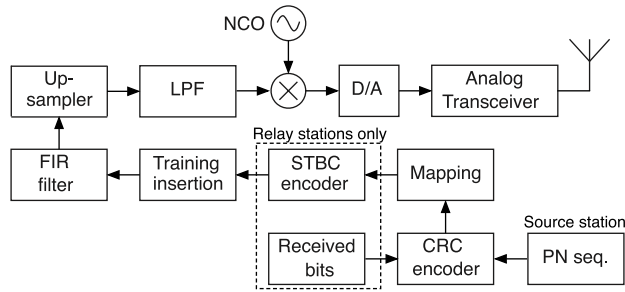 NCO
Up-
sampler
LPF
D/A
Analog
Transceiver
Relay stations only
FIR
filter
Training
insertion
STBC
encoder
Mapping
Source station
Received
bits
CRC
encoder
PN seq.